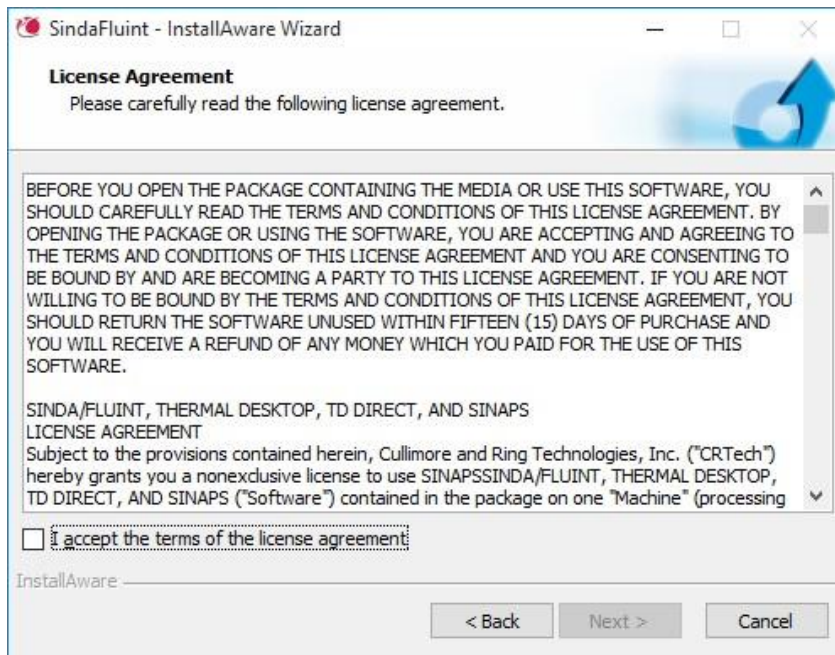 SindaFluint - InstallAware Wizard
License Agreement
Please carefully read the following license agreement.
BEFORE YOU OPEN THE PACKAGE CONTAINING THE MEDIA OR USE THIS SOFTWARE, YOU
SHOULD CAREFULLY READ THE TERMS AND CONDITIONS OF THIS LICENSE AGREEMENT. BY
OPENING THE PACKAGE OR USING THE SOFTWARE, YOU ARE ACCEPTING AND AGREEING TO
THE TERMS AND CONDITIONS OF THIS LICENSE AGREEMENT AND YOU ARE CONSENTING TO
BE BOUND BY AND ARE BECOMING A PARTY TO THIS LICENSE AGREEMENT. IF YOU ARE NOT
WILLING TO BE BOUND BY THE TERMS AND CONDITIONS OF THIS LICENSE AGREEMENT, YOU
SHOULD RETURN THE SOFTWARE UNUSED WITHIN FIFTEEN (15) DAYS OF PURCHASE AND
YOU WILL RECEIVE A REFUND OF ANY MONEY WHICH YOU PAID FOR THE USE OF THIS
SOFTWARE.
SINDA/FLUINT, THERMAL DESKTOP, TD DIRECT, AND SINAPS
LICENSE AGREEMENT
Subject to the provisions contained herein, Cullimore and Ring Technologies, Inc. ("CRTech")
hereby grants you a nonexclusive license to use SINAPSSINDA/FLUINT, THERMAL DESKTOP,
TD DIRECT, AND SINAPS ("Software") contained in the package on one "Machine" (processing
I accept the terms of the license agreement
InstallAware
< Back Next > Cancel